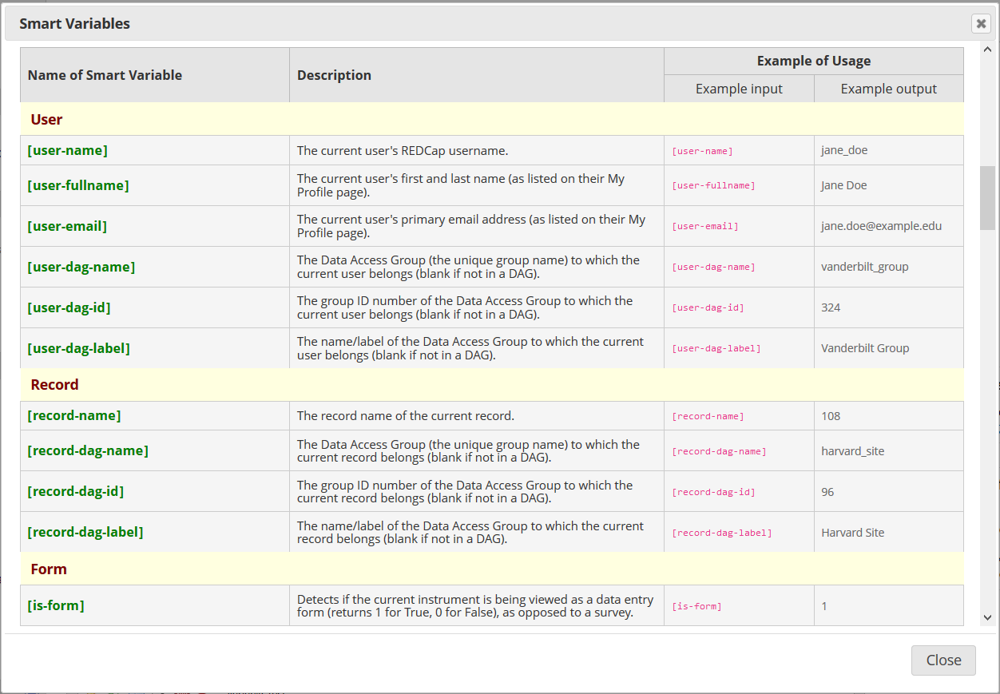 Smart Variables
Name of Smart Variable
Description
Example of Usage
Example input
Example output
User
[user-name]
The current user's REDCap username.
[user-name]
jane_doe
[user-fullname]
The current user's first and last name (as listed on their My
Profile page).
[user-fullname]
Jane Doe
[user-email]
The current user's primary email address (as listed on their My
Profile page).
[user-email]
jane.doe@example.edu
[user-dag-name]
The Data Access Group (the unique group name) to which the
current user belongs (blank if not in a DAG).
[user-dag-name]
vanderbilt_group
[user-dag-id]
The group ID number of the Data Access Group to which the
current user belongs (blank if not in a DAG).
[user-dag-id]
324
[user-dag-label]
The name/label of the Data Access Group to which the current
user belongs (blank if not in a DAG).
[user-dag-label]
Vanderbilt Group
Record
[record-name]
The record name of the current record.
[record-name]
108
[record-dag-name]
The Data Access Group (the unique group name) to which the
current record belongs (blank if not in a DAG).
[record-dag-name]
harvard_site
[record-dag-id]
The group ID number of the Data Access Group to which the
current record belongs (blank if not in a DAG).
[record-dag-id]
96
[record-dag-label]
The name/label of the Data Access Group to which the current
record belongs (blank if not in a DAG).
[record-dag-label]
Harvard Site
Form
[is-form]
Detects if the current instrument is being viewed as a data entry
form (returns 1 for True, 0 for False), as opposed to a survey.
[is-form]
1
Close